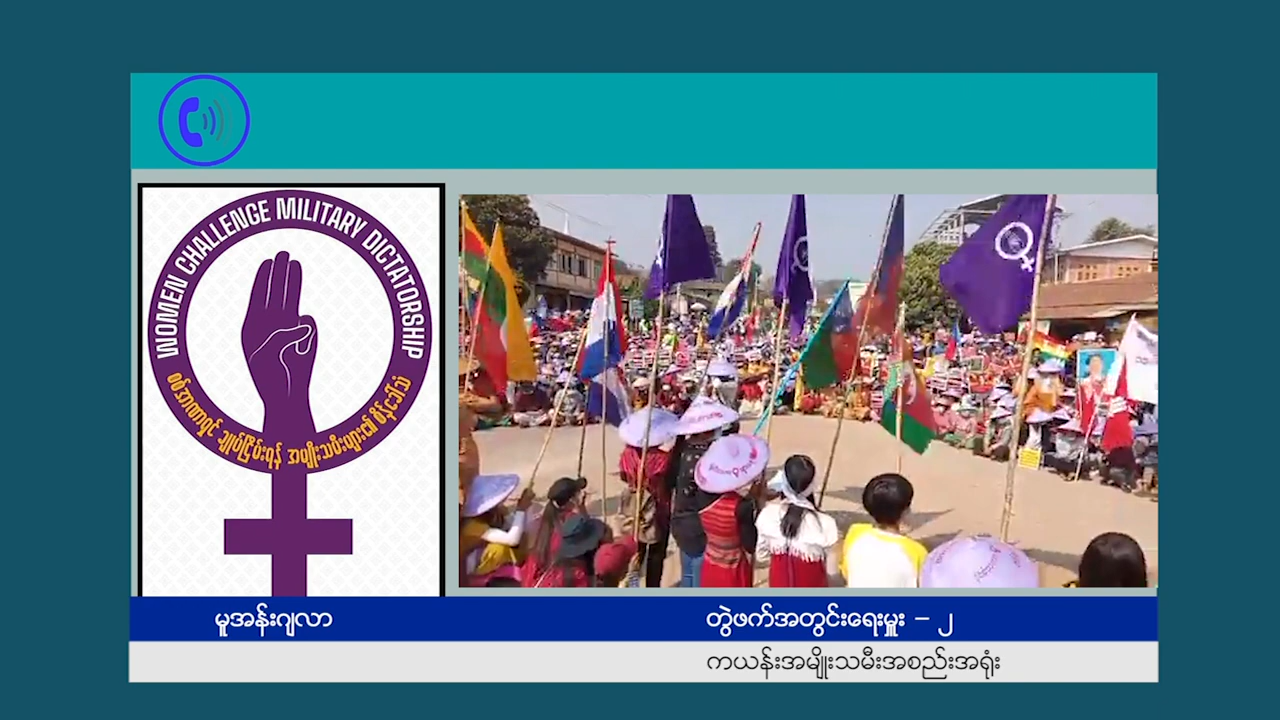 WOMEN CHALLENGE MILITARY DICTATORSHIP
စစ်အာဏာရှင် ချုပ်ငြိမ်းရန် အမျိုးသမီးများ၏ စိန်ခေါ်သံ
မူအန်းဂျလာ
တွဲဖက်အတွင်းရေးမှူး – ၂
ကယန်းအမျိုးသမီးအစည်းအရုံး